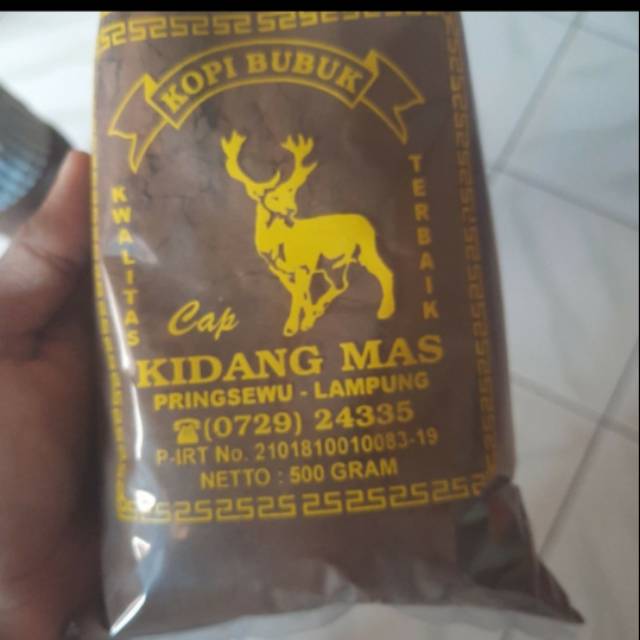 KOPI BUBUK
KWALITAS
TERBAIK
Cap
KIDANG MAS
PRINGSEWU - LAMPUNG
☎(0729) 24335
P-IRT No. 2101810010083-19
NETTO : 500 GRAM